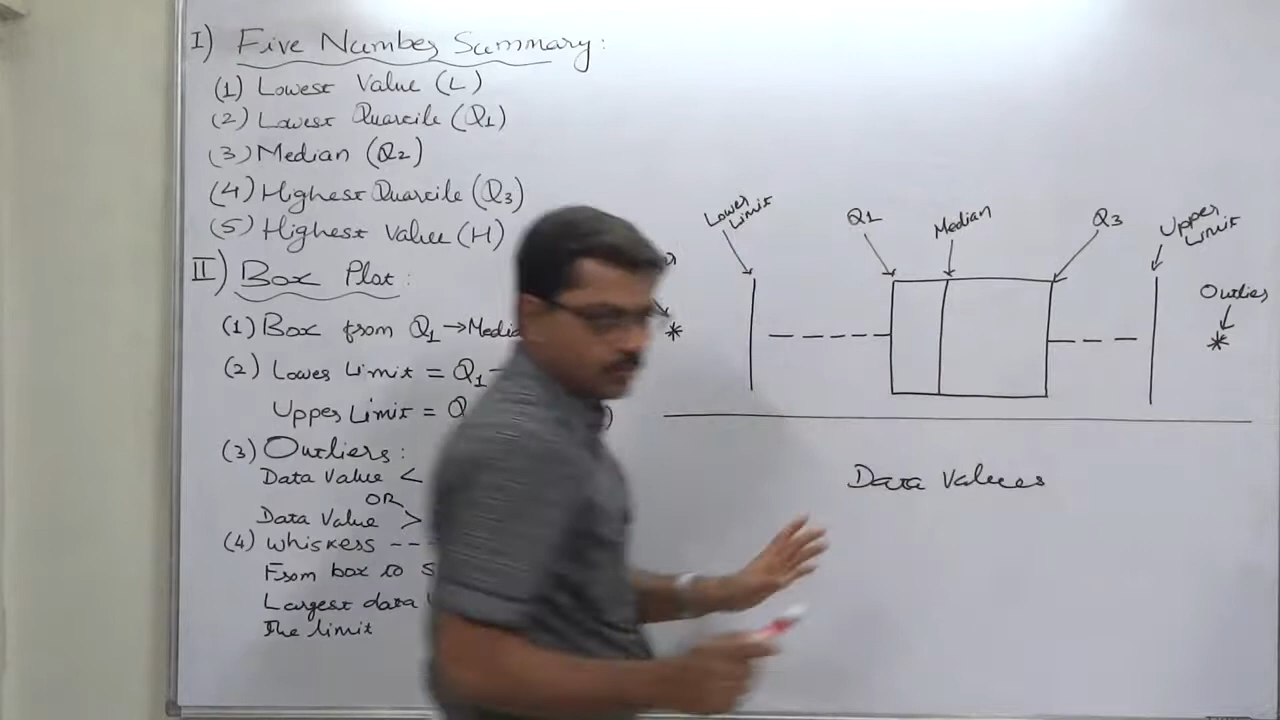 I) Five Number Summary:
(1) Lowest Value (L)
(2) Lowest Quartile (Q1)
(3) Median (Q2)
(4) Highest Quartile (Q3)
(5) Highest Value (H)
II) Box Plot:
(1) Box from Q1 →
(2) Lower Limit = Q1 -
Upper Limit = Q )
(3) Outliers:
Data Value <
OR
Data Value >
(4) Whiskers ---
From box to
Largest data
The limit
Lower Limit
Q1
Median
Q3
Upper Limit
Outlier
*
*
Data Values